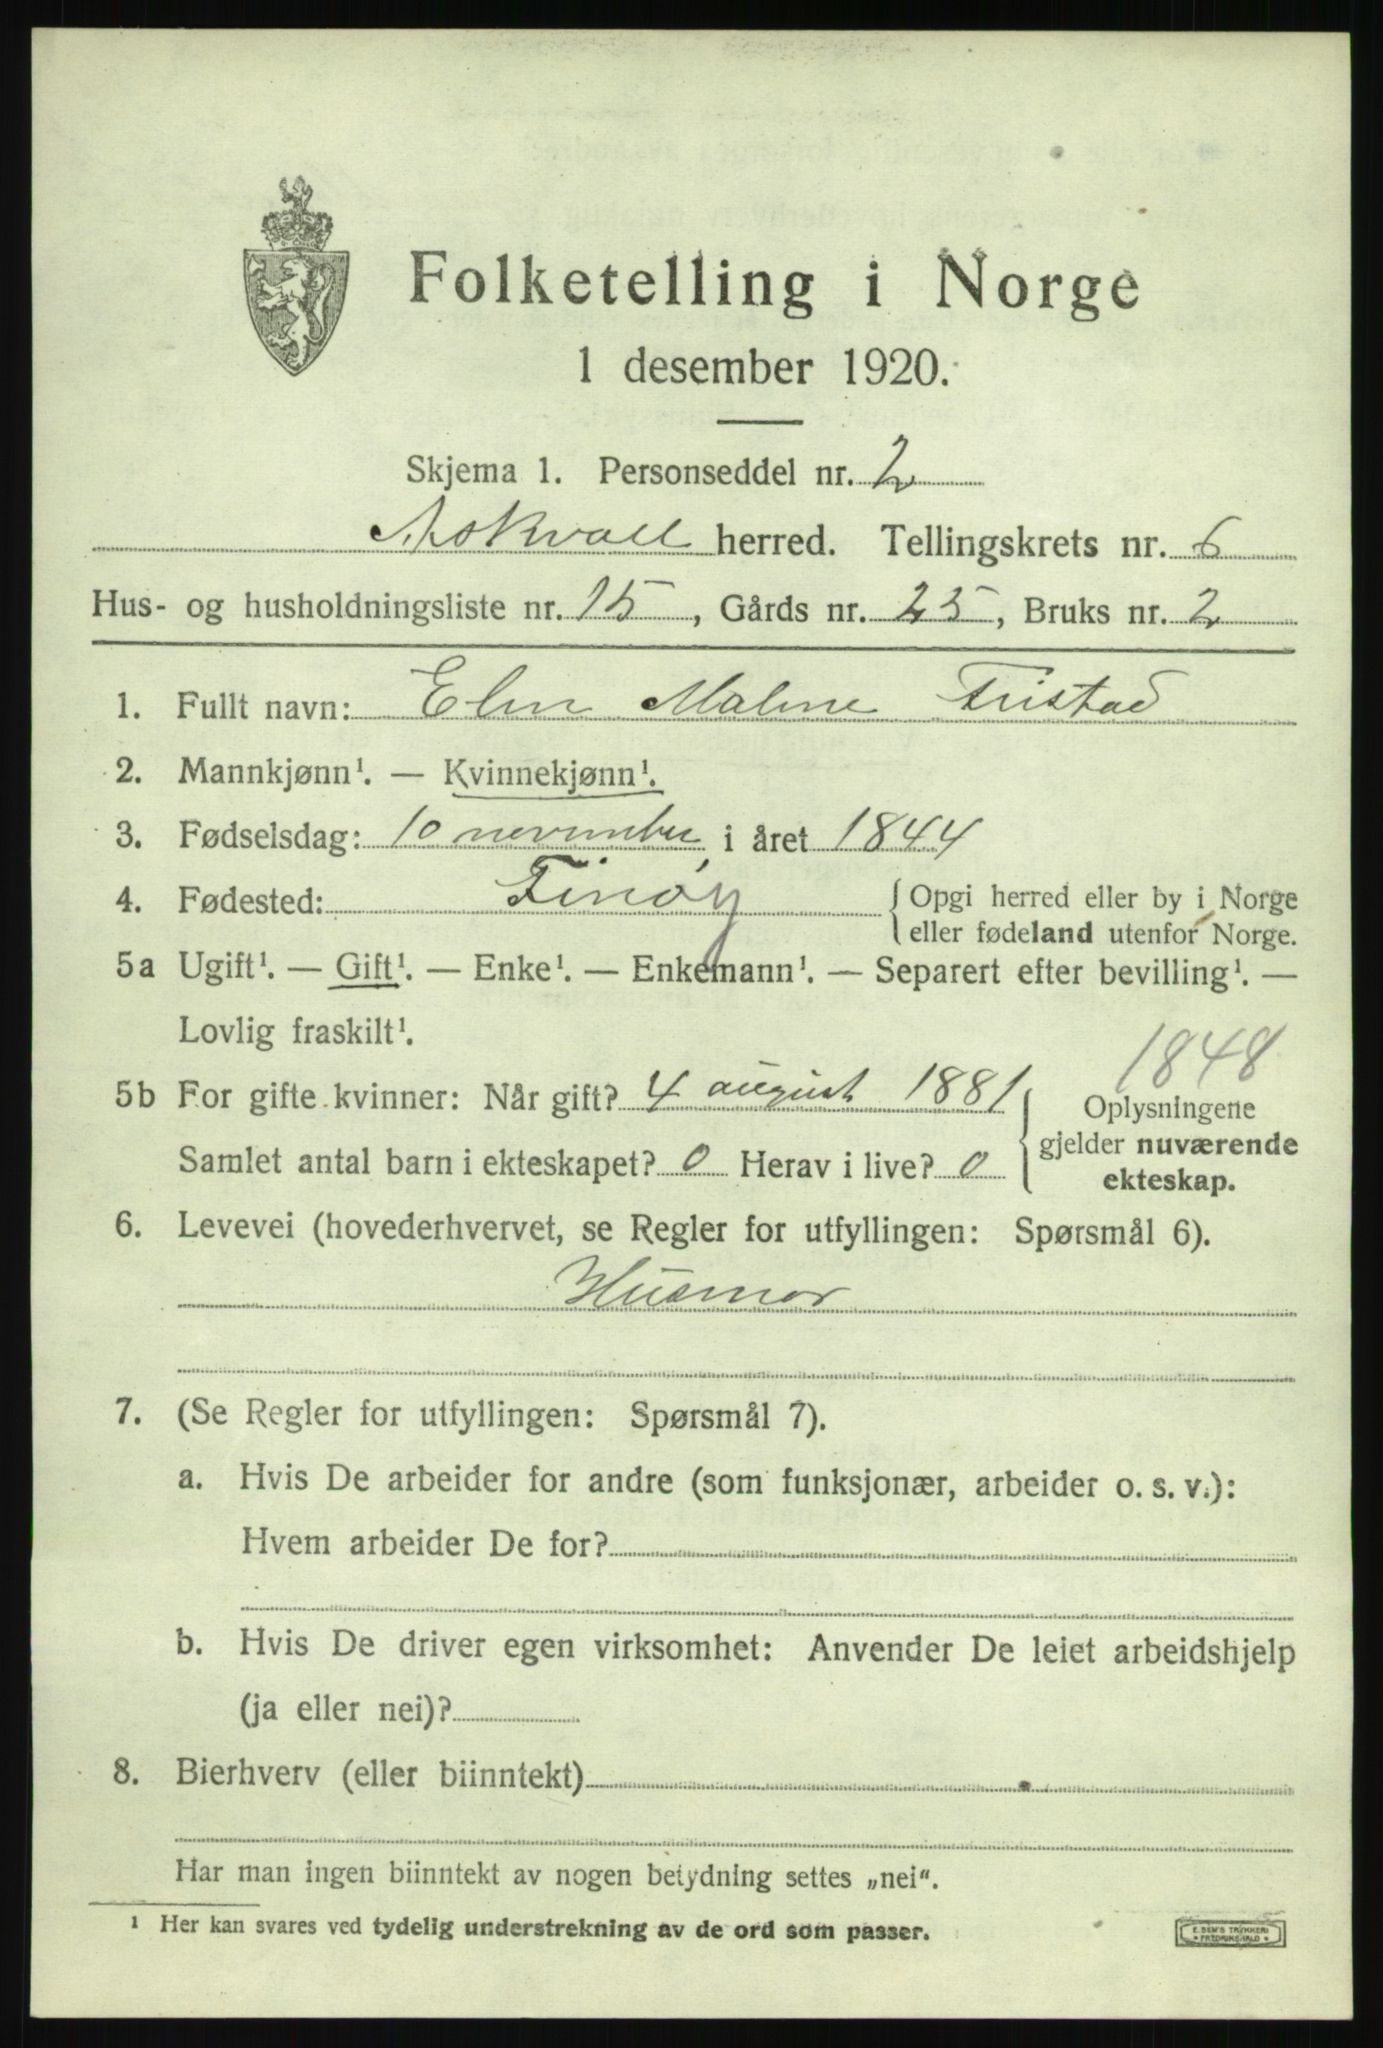 Folketelling i Norge
1 desember 1920.
Skjema 1. Personseddel nr. 2
Askvoll herred. Tellingskrets nr. 6
Hus- og husholdningsliste nr. 15, Gårds nr. 25, Bruks nr. 2
1. Fullt navn: Elen Maline Fristad
2. Mannkjønn¹. — Kvinnekjønn¹.
3. Fødselsdag: 10 november i året 1844
4. Fødested: Finøy { Opgi herred eller by i Norge
eller fødeland utenfor Norge.
5a Ugift¹. — Gift¹. — Enke¹. — Enkemann¹. — Separert efter bevilling¹. —
Lovlig fraskilt¹.
1848
5b For gifte kvinner: Når gift? 4 august 1881
Samlet antal barn i ekteskapet? 0 Herav i live? 0
Oplysningene
gjelder nuværende
ekteskap.
6. Levevei (hovederhvervet, se Regler for utfyllingen: Spørsmål 6).
Husmor
7. (Se Regler for utfyllingen: Spørsmål 7).
a. Hvis De arbeider for andre (som funksjonær, arbeider o. s. v.):
Hvem arbeider De for?
b. Hvis De driver egen virksomhet: Anvender De leiet arbeidshjelp
(ja eller nei)?
8. Bierhverv (eller biinntekt)
Har man ingen biinntekt av nogen betydning settes „nei“.
¹ Her kan svares ved tydelig understrekning av de ord som passer.
E. SEM'S TRYKKERI
FREDRIKSHALD